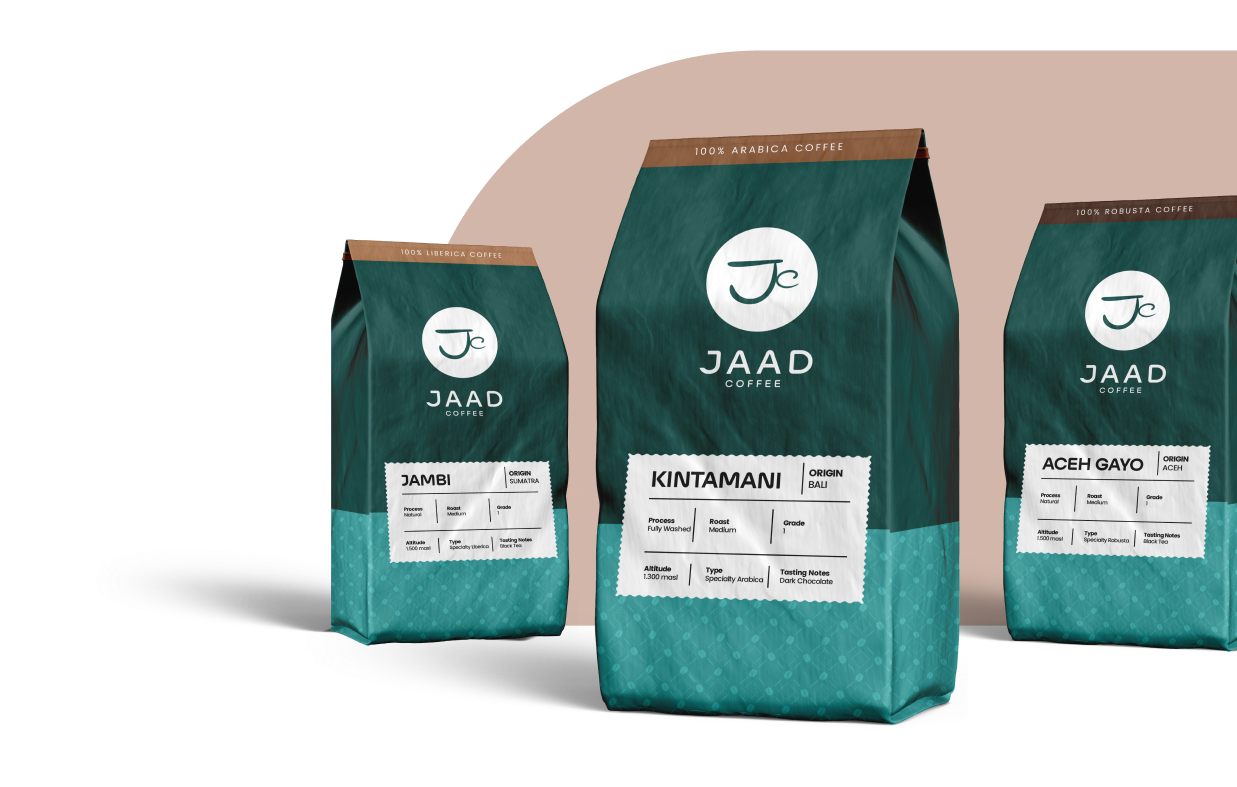 100% LIBERICA COFFEE
Jc
JAAD
COFFEE
JAMBI
ORIGIN
SUMATRA
Process
Natural
Roast
Medium
Grade
1
Altitude
1.500 masl
Type
Specialty Liberica
Tasting Notes
Black Tea
100% ARABICA COFFEE
Jc
JAAD
COFFEE
KINTAMANI
ORIGIN
BALI
Process
Fully Washed
Roast
Medium
Grade
1
Altitude
1.300 masl
Type
Specialty Arabica
Tasting Notes
Dark Chocolate
100% ROBUSTA COFFEE
Jc
JAAD
COFFEE
ACEH GAYO
ORIGIN
ACEH
Process
Natural
Roast
Medium
Grade
1
Altitude
1.500 masl
Type
Specialty Robusta
Tasting Notes
Black Tea